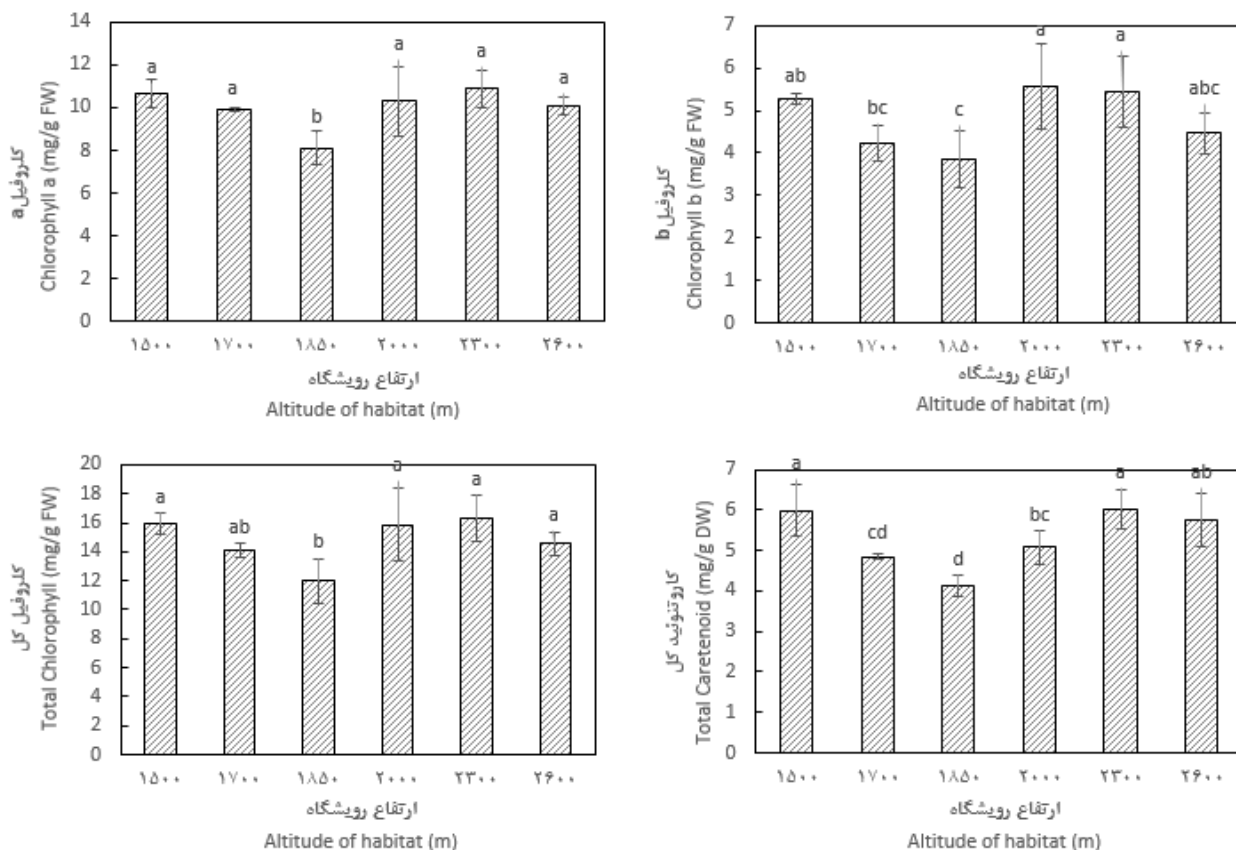 14
12
10
8
6
4
2
0
a
a
b
a
a
a
کلروفیل a
Chlorophyll a (mg/g FW)
۱۵۰۰ ۱۷۰۰ ۱۸۵۰ ۲۰۰۰ ۲۳۰۰ ۲۶۰۰
ارتفاع رویشگاه
Altitude of habitat (m)
7
6
5
4
3
2
1
0
ab
bc
c
a
a
abc
کلروفیل b
Chlorophyll b (mg/g FW)
۱۵۰۰ ۱۷۰۰ ۱۸۵۰ ۲۰۰۰ ۲۳۰۰ ۲۶۰۰
ارتفاع رویشگاه
Altitude of habitat (m)
20
18
16
14
12
10
8
6
4
2
0
a
ab
b
a
a
a
کلروفیل کل
Total Chlorophyll (mg/g FW)
۱۵۰۰ ۱۷۰۰ ۱۸۵۰ ۲۰۰۰ ۲۳۰۰ ۲۶۰۰
ارتفاع رویشگاه
Altitude of habitat (m)
7
6
5
4
3
2
1
0
a
cd
d
bc
a
ab
کاروتنوئید کل
Total Caretenoid (mg/g DW)
۱۵۰۰ ۱۷۰۰ ۱۸۵۰ ۲۰۰۰ ۲۳۰۰ ۲۶۰۰
ارتفاع رویشگاه
Altitude of habitat (m)